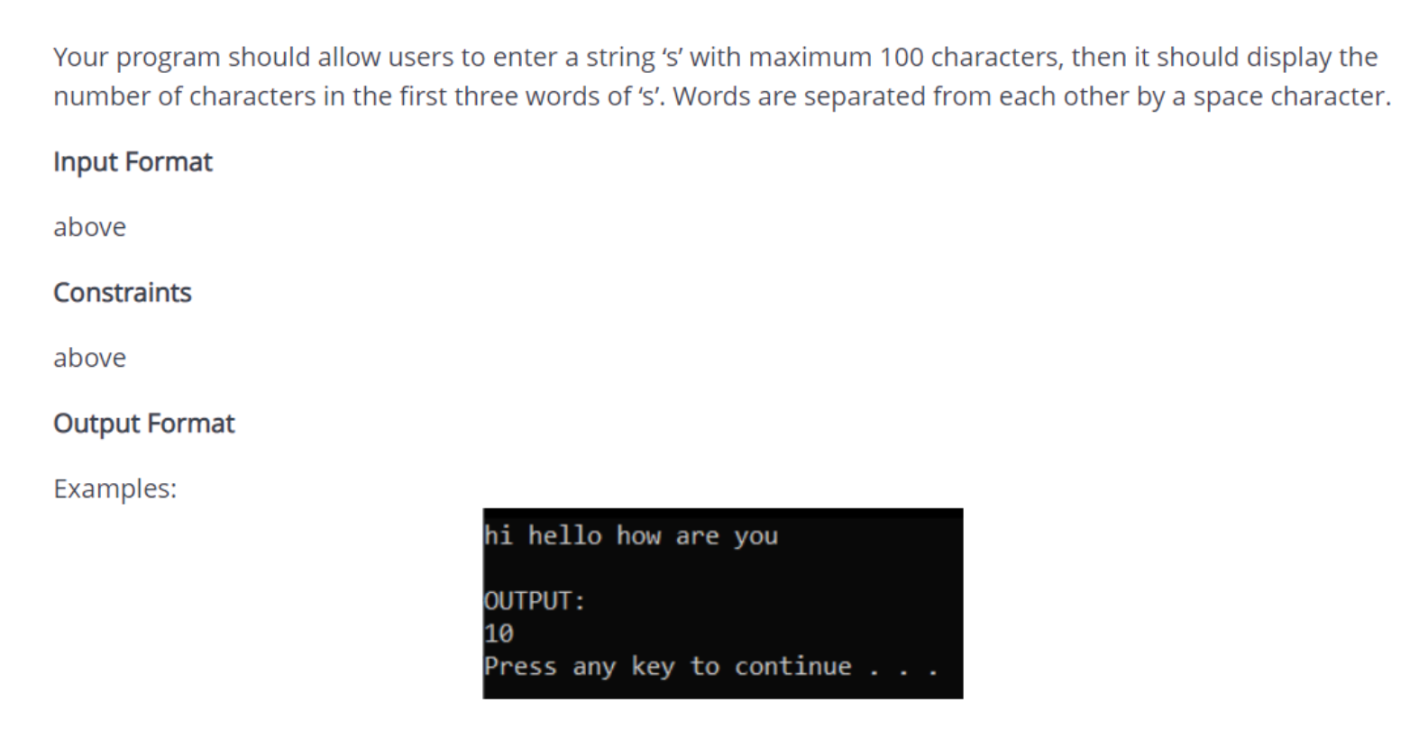 Your program should allow users to enter a string ‘s’ with maximum 100 characters, then it should display the
number of characters in the first three words of ‘s’. Words are separated from each other by a space character.
Input Format
above
Constraints
above
Output Format
Examples:
hi hello how are you
OUTPUT:
10
Press any key to continue . . .